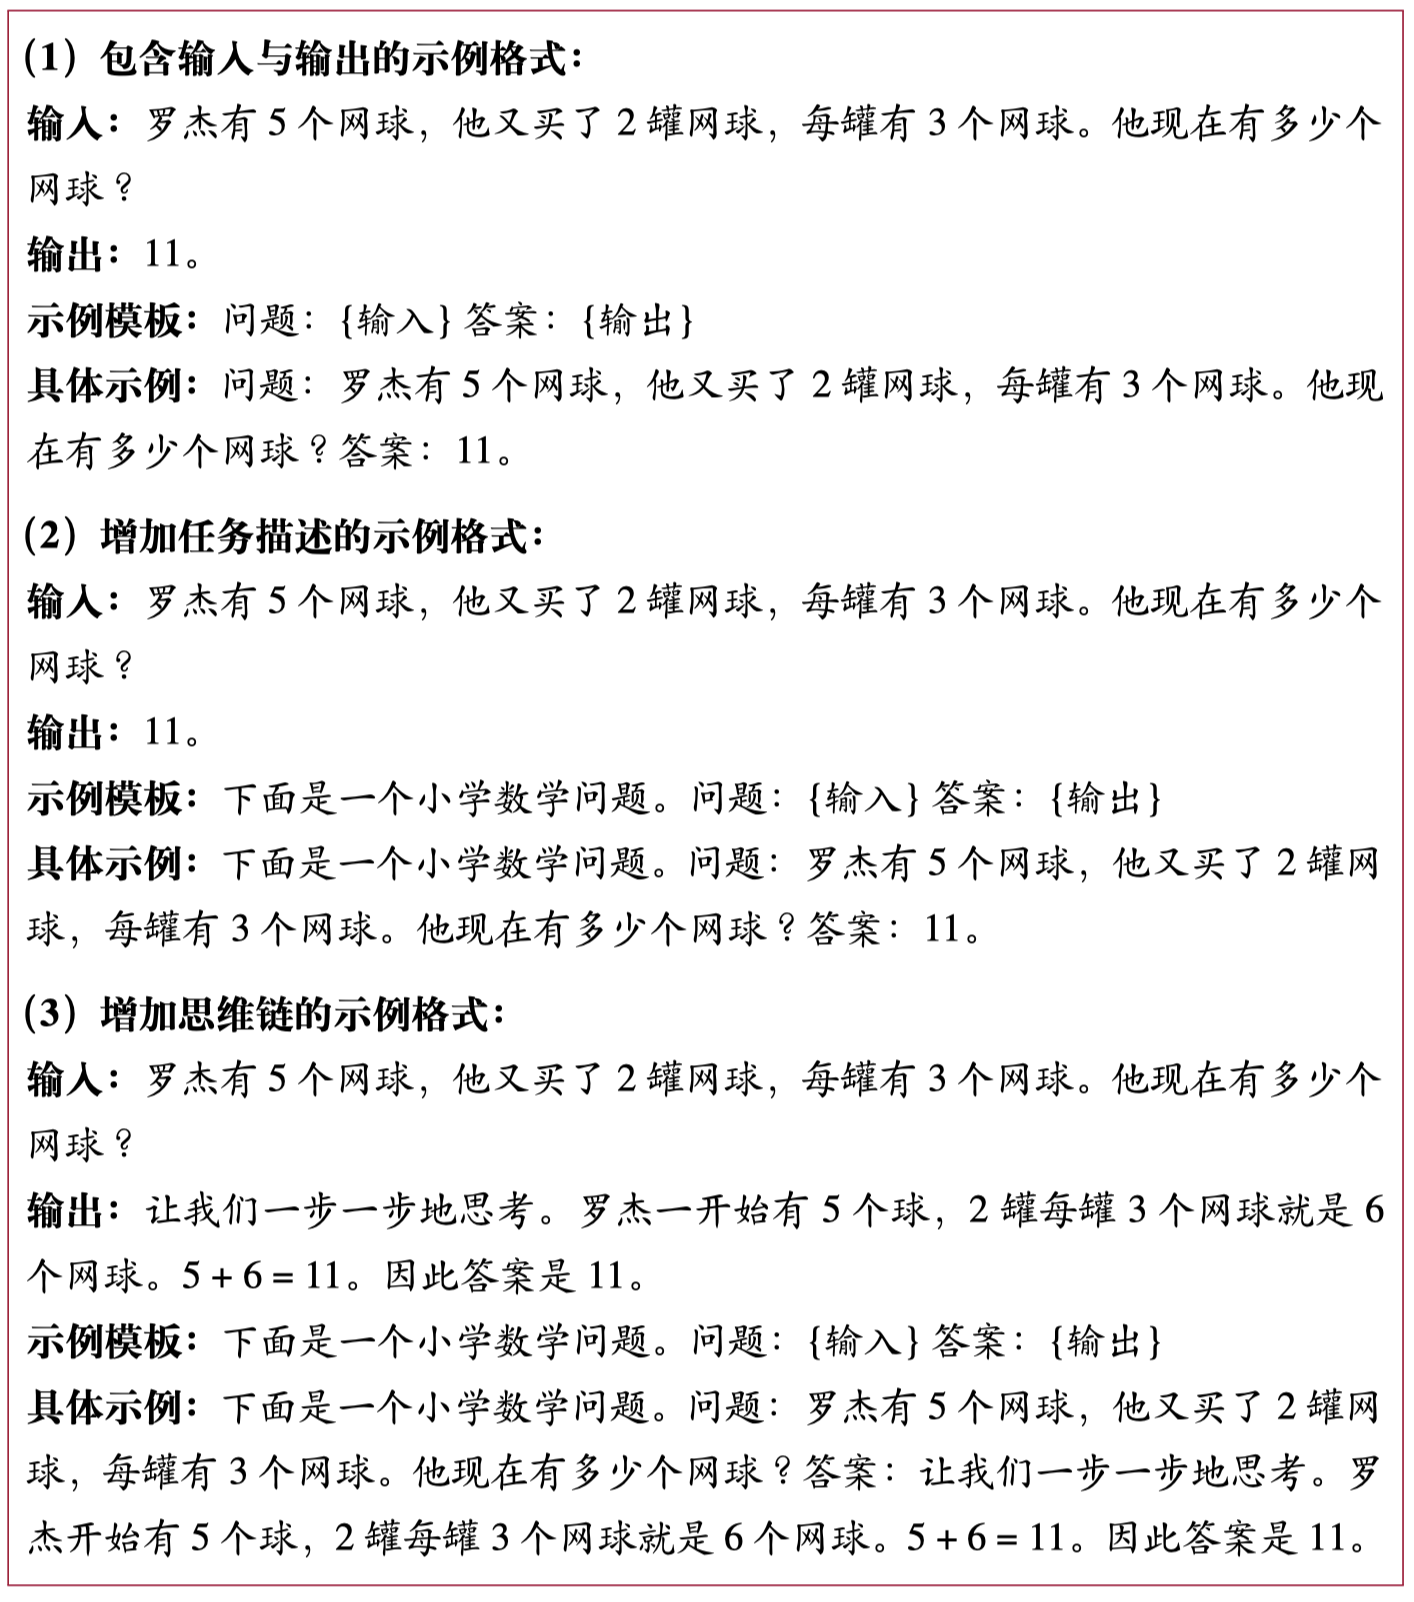 （1）包含输入与输出的示例格式：
输入：罗杰有 5 个网球，他又买了 2 罐网球，每罐有 3 个网球。他现在有多少个
网球？
输出：11。
示例模板：问题：{输入} 答案：{输出}
具体示例：问题：罗杰有 5 个网球，他又买了 2 罐网球，每罐有 3 个网球。他现
在有多少个网球？答案：11。
（2）增加任务描述的示例格式：
输入：罗杰有 5 个网球，他又买了 2 罐网球，每罐有 3 个网球。他现在有多少个
网球？
输出：11。
示例模板：下面是一个小学数学问题。问题：{输入} 答案：{输出}
具体示例：下面是一个小学数学问题。问题：罗杰有 5 个网球，他又买了 2 罐网
球，每罐有 3 个网球。他现在有多少个网球？答案：11。
（3）增加思维链的示例格式：
输入：罗杰有 5 个网球，他又买了 2 罐网球，每罐有 3 个网球。他现在有多少个
网球？
输出：让我们一步一步地思考。罗杰一开始有 5 个球，2 罐每罐 3 个网球就是 6
个网球。5 + 6 = 11。因此答案是 11。
示例模板：下面是一个小学数学问题。问题：{输入} 答案：{输出}
具体示例：下面是一个小学数学问题。问题：罗杰有 5 个网球，他又买了 2 罐网
球，每罐有 3 个网球。他现在有多少个网球？答案：让我们一步一步地思考。罗
杰开始有 5 个球，2 罐每罐 3 个网球就是 6 个网球。5 + 6 = 11。因此答案是 11。